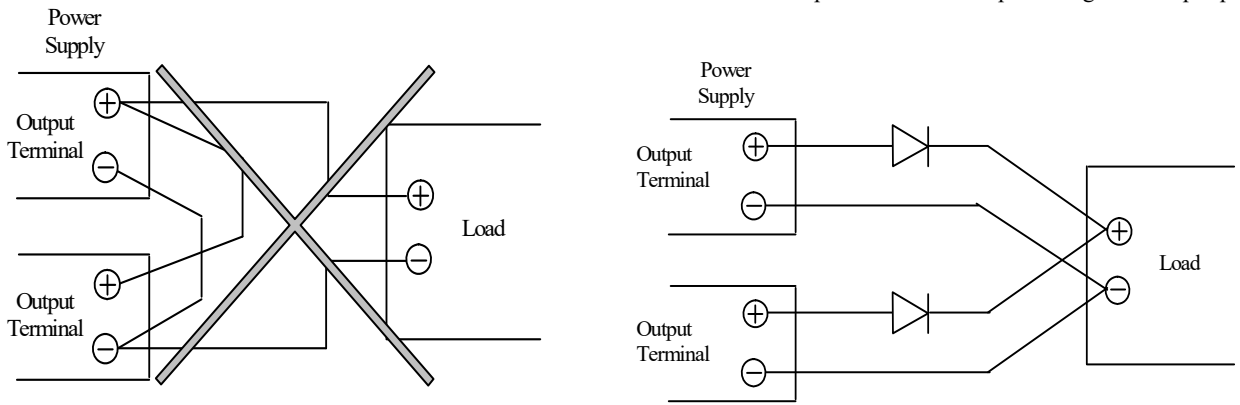 Power
Supply
+
Output
Terminal
−
+
Output
Terminal
−
+
−
Load
Power
Supply
+
Output
Terminal
−
+
Output
Terminal
−
+
−
Load